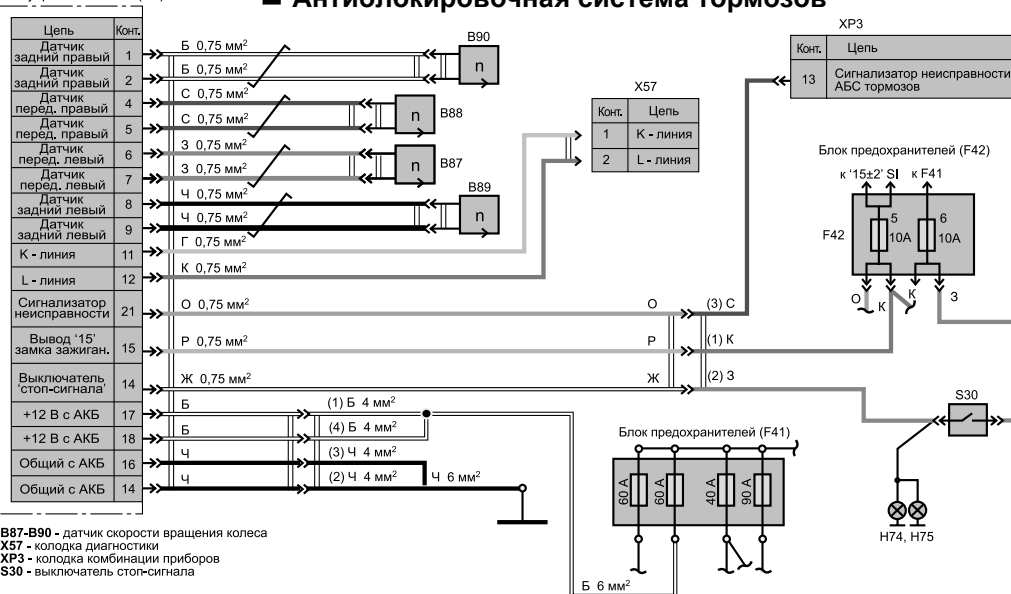 Антиблокировочная система тормозов
Цепь Конт.
Датчик задний правый 1
Датчик задний правый 2
Датчик перед. правый 4
Датчик перед. правый 5
Датчик перед. левый 6
Датчик перед. левый 7
Датчик задний левый 8
Датчик задний левый 9
К - линия 11
L - линия 12
Сигнализатор неисправности 21
Вывод '15' замка зажиган. 15
Выключатель 'стоп-сигнала' 14
+12 В с АКБ 17
+12 В с АКБ 18
Общий с АКБ 16
Общий с АКБ 14
Б 0,75 мм²
Б 0,75 мм²
С 0,75 мм²
С 0,75 мм²
З 0,75 мм²
З 0,75 мм²
Ч 0,75 мм²
Ч 0,75 мм²
Г 0,75 мм²
К 0,75 мм²
О 0,75 мм²
Р 0,75 мм²
Ж 0,75 мм²
Б
Б
Ч
Ч
(1) Б 4 мм²
(4) Б 4 мм²
(3) Ч 4 мм²
(2) Ч 4 мм²
Ч 6 мм²
B90
n
n
B88
n
B87
B89
n
X57
Конт. Цепь
1 К - линия
2 L - линия
О (3) С
Р (1) К
Ж (2) З
XP3
Конт. Цепь
13 Сигнализатор неисправности
АБС тормозов
Блок предохранителей (F42)
к '15±2' SI к F41
F42
5
10A
6
10A
О
К
К
З
S30
H74, H75
Блок предохранителей (F41)
60 A
60 A
40 A
90 A
Б 6 мм²
B87-B90 - датчик скорости вращения колеса
X57 - колодка диагностики
XP3 - колодка комбинации приборов
S30 - выключатель стоп-сигнала